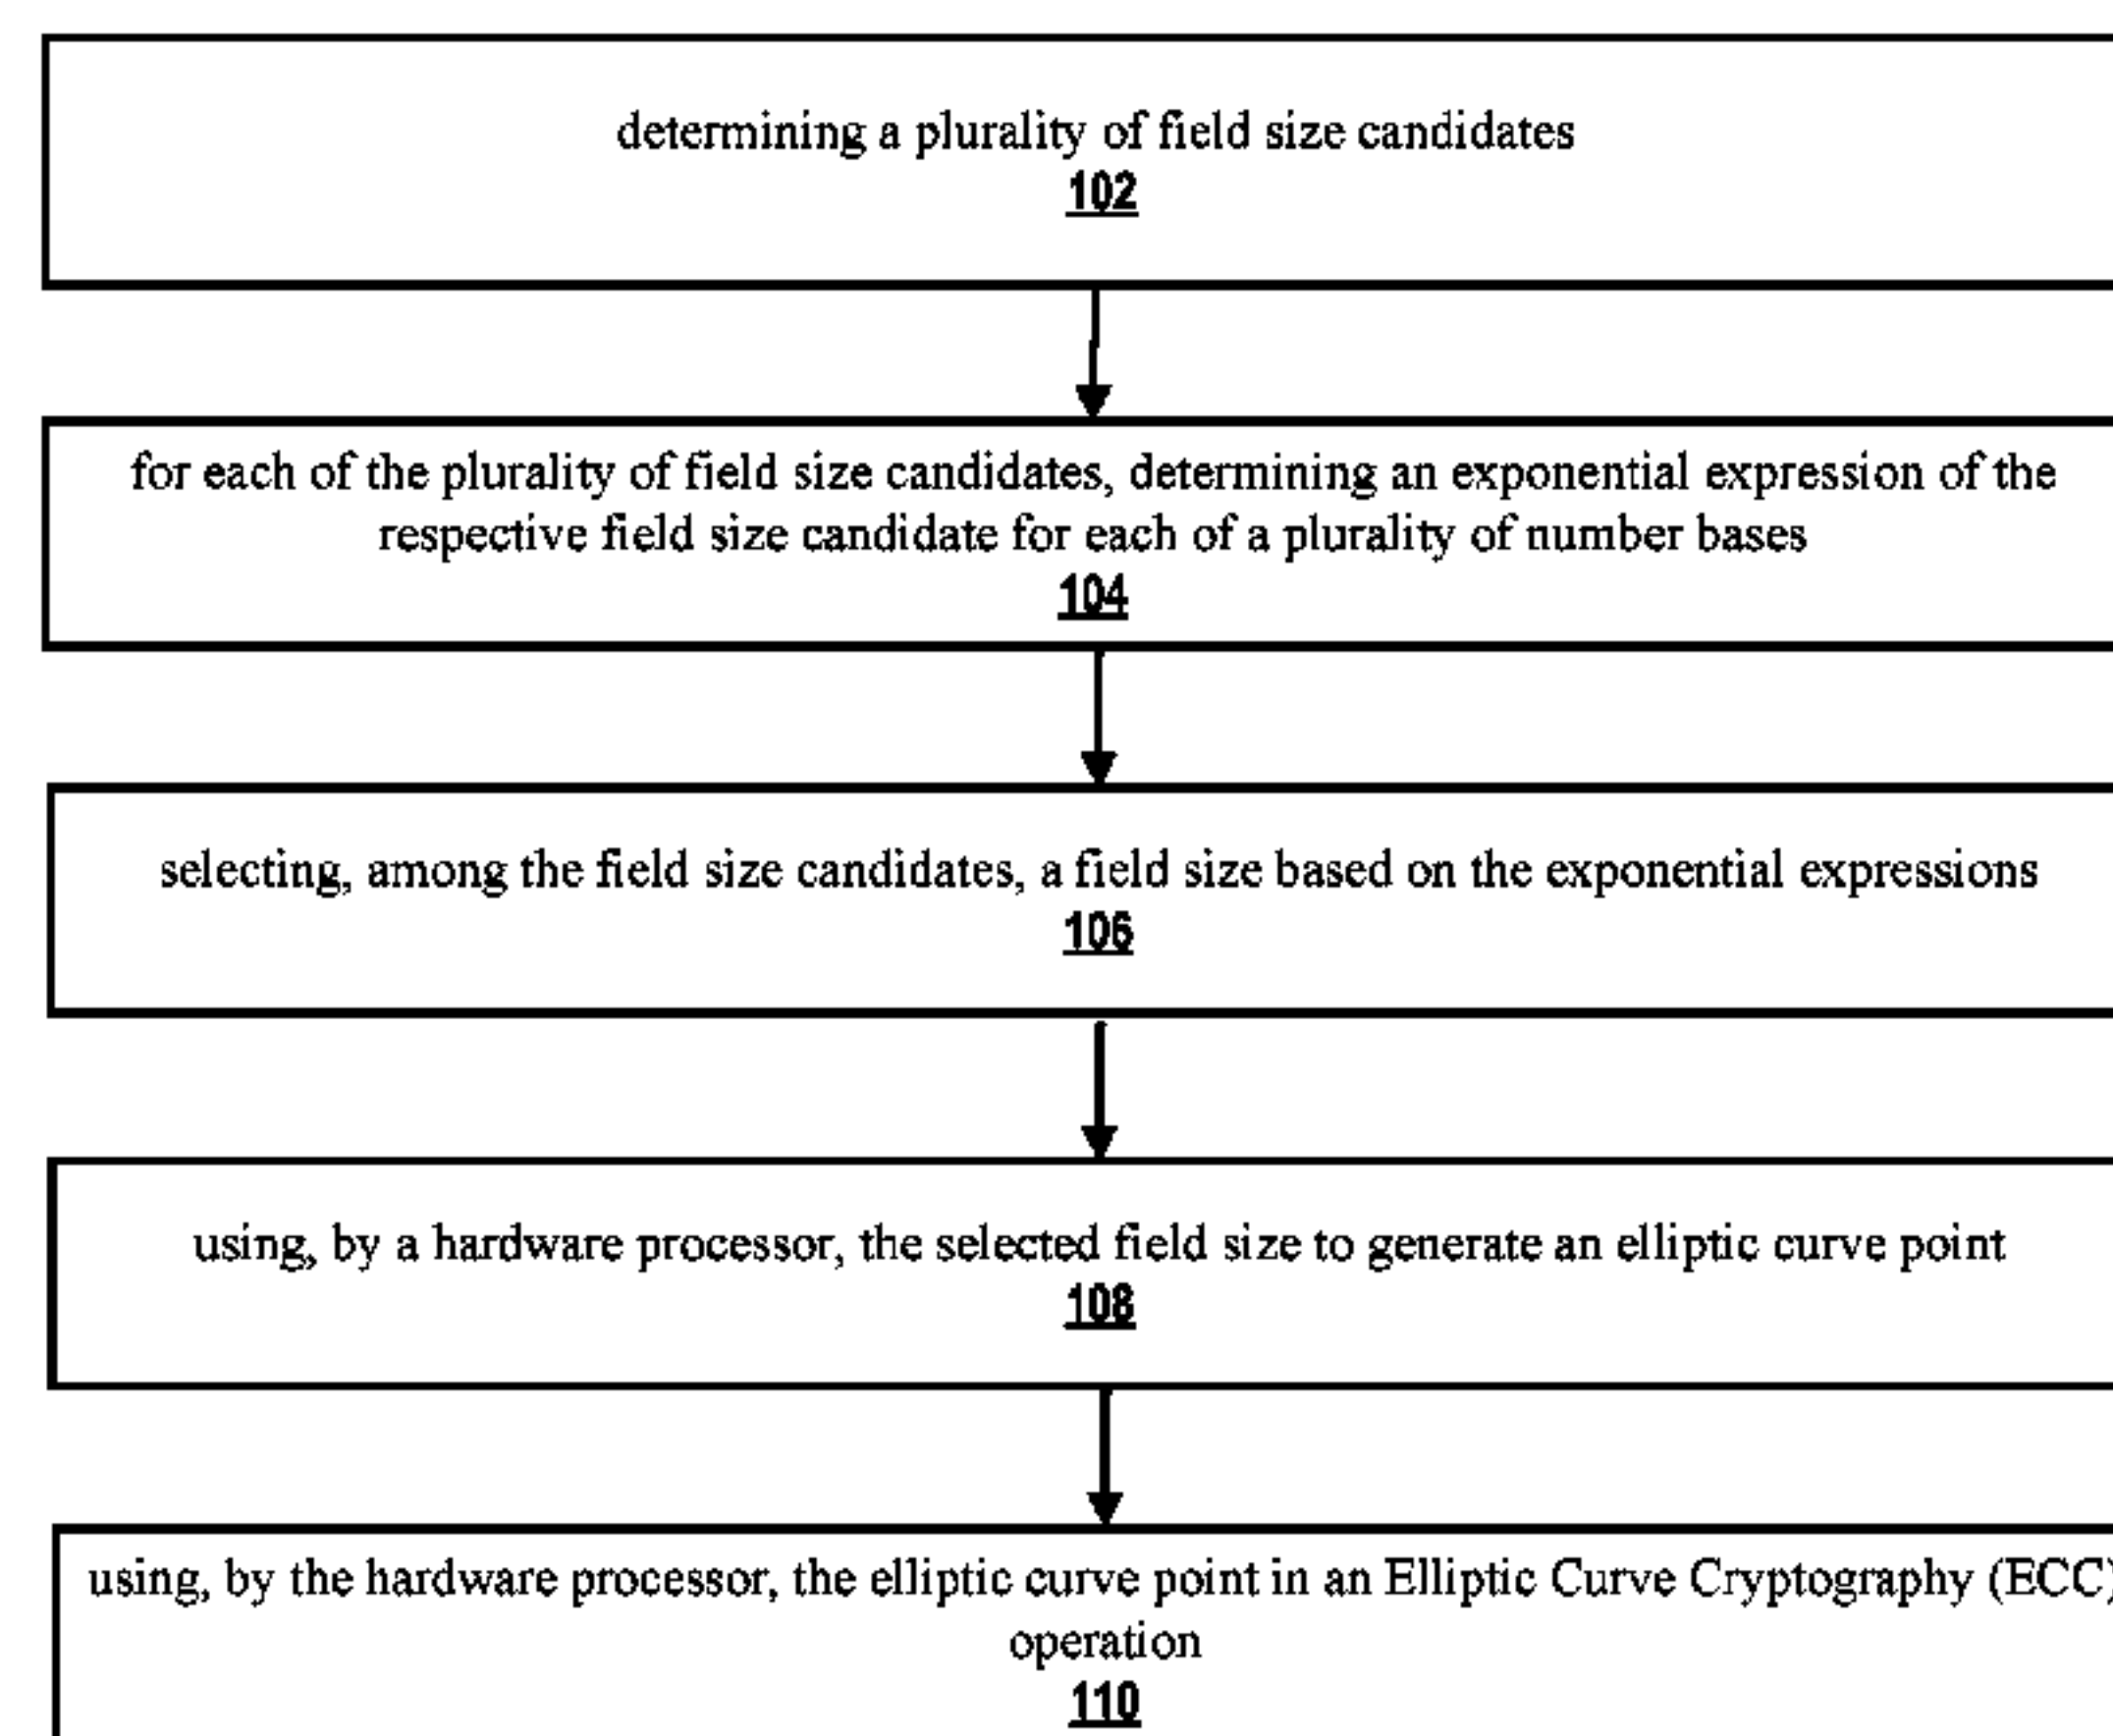 determining a plurality of field size candidates
102
for each of the plurality of field size candidates, determining an exponential expression of the
respective field size candidate for each of a plurality of number bases
104
selecting, among the field size candidates, a field size based on the exponential expressions
106
using, by a hardware processor, the selected field size to generate an elliptic curve point
108
using, by the hardware processor, the elliptic curve point in an Elliptic Curve Cryptography (ECC)
operation
110